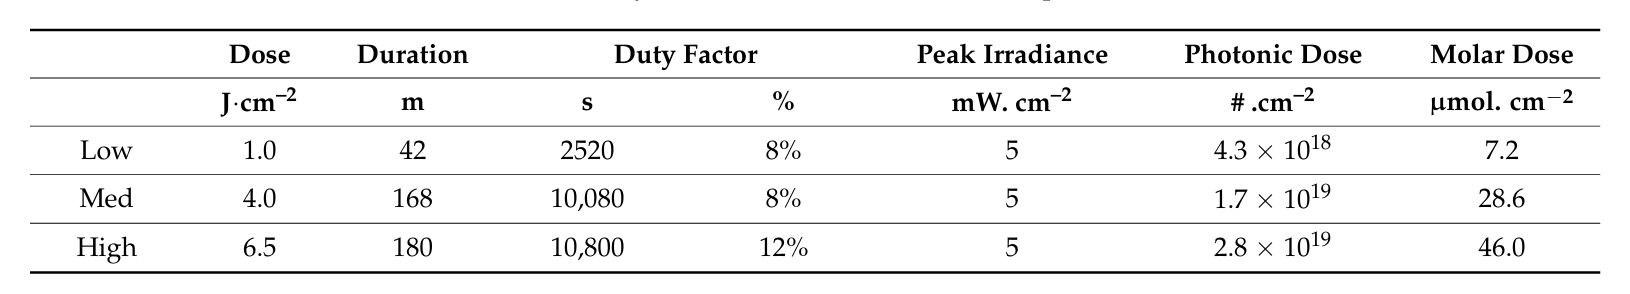 Dose Duration Duty Factor Peak Irradiance Photonic Dose Molar Dose
J·cm⁻² m s % mW. cm⁻² # .cm⁻² µmol. cm−2
Low 1.0 42 2520 8% 5 4.3 × 10¹⁸ 7.2
Med 4.0 168 10,080 8% 5 1.7 × 10¹⁹ 28.6
High 6.5 180 10,800 12% 5 2.8 × 10¹⁹ 46.0